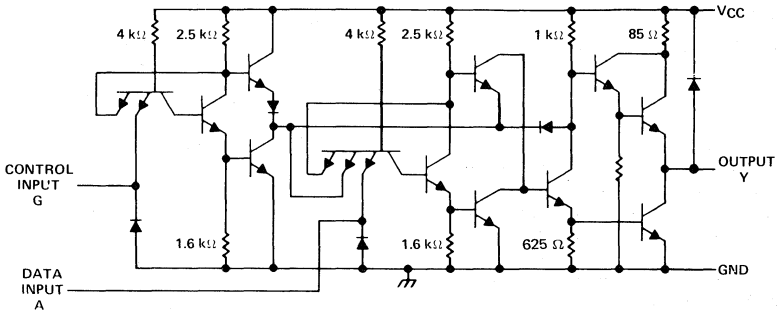 VCC
4 kΩ
2.5 kΩ
4 kΩ
2.5 kΩ
1 kΩ
85 Ω
CONTROL
INPUT
G
OUTPUT
Y
1.6 kΩ
1.6 kΩ
625 Ω
GND
DATA
INPUT
A